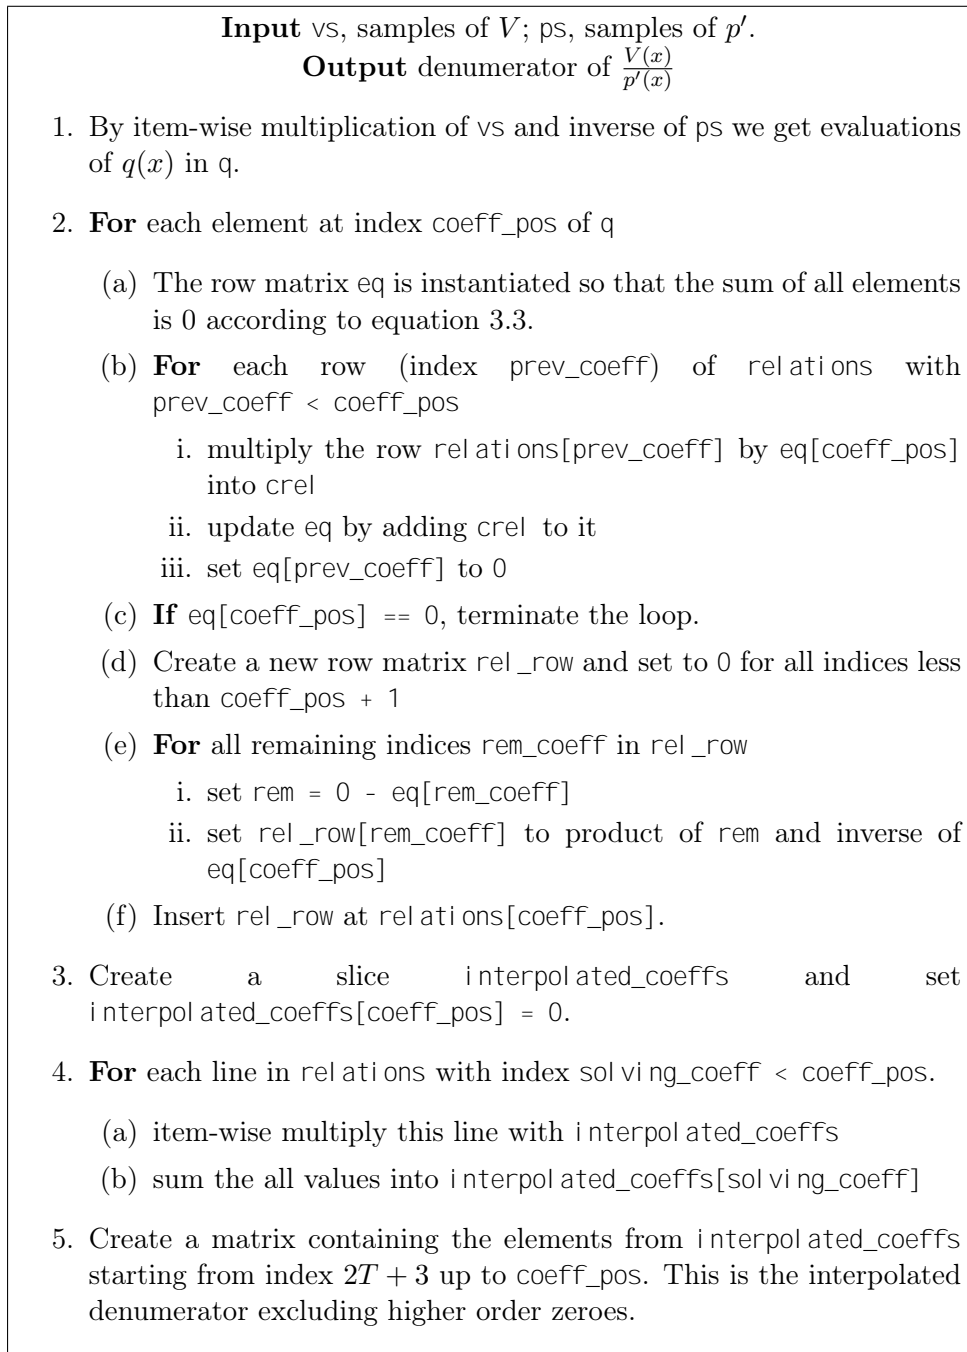 Input vs, samples of V; ps, samples of p′.
Output denumerator of V(x)/p′(x)
1. By item-wise multiplication of vs and inverse of ps we get evaluations
of q(x) in q.
2. For each element at index coeff_pos of q
(a) The row matrix eq is instantiated so that the sum of all elements
is 0 according to equation 3.3.
(b) For each row (index prev_coeff) of relations with
prev_coeff < coeff_pos
i. multiply the row relations[prev_coeff] by eq[coeff_pos]
into crel
ii. update eq by adding crel to it
iii. set eq[prev_coeff] to 0
(c) If eq[coeff_pos] == 0, terminate the loop.
(d) Create a new row matrix rel_row and set to 0 for all indices less
than coeff_pos + 1
(e) For all remaining indices rem_coeff in rel_row
i. set rem = 0 - eq[rem_coeff]
ii. set rel_row[rem_coeff] to product of rem and inverse of
eq[coeff_pos]
(f) Insert rel_row at relations[coeff_pos].
3. Create a slice interpolated_coeffs and set
interpolated_coeffs[coeff_pos] = 0.
4. For each line in relations with index solving_coeff < coeff_pos.
(a) item-wise multiply this line with interpolated_coeffs
(b) sum the all values into interpolated_coeffs[solving_coeff]
5. Create a matrix containing the elements from interpolated_coeffs
starting from index 2T + 3 up to coeff_pos. This is the interpolated
denumerator excluding higher order zeroes.